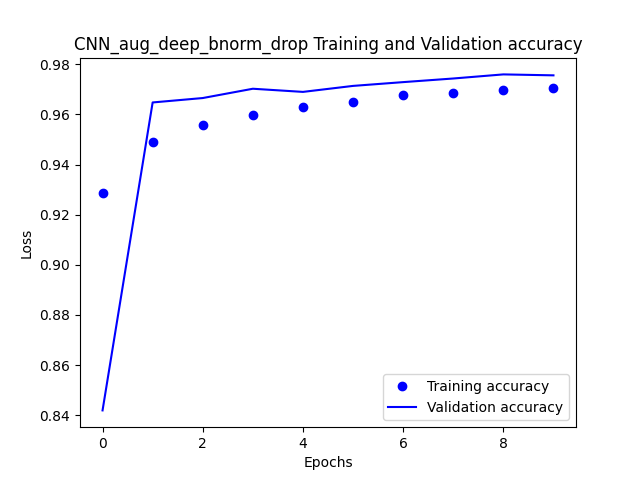 CNN_aug_deep_bnorm_drop Training and Validation accuracy
0.98
0.96
0.94
0.92
0.90
0.88
0.86
0.84
Loss
0 2 4 6 8
Epochs
Training accuracy
Validation accuracy